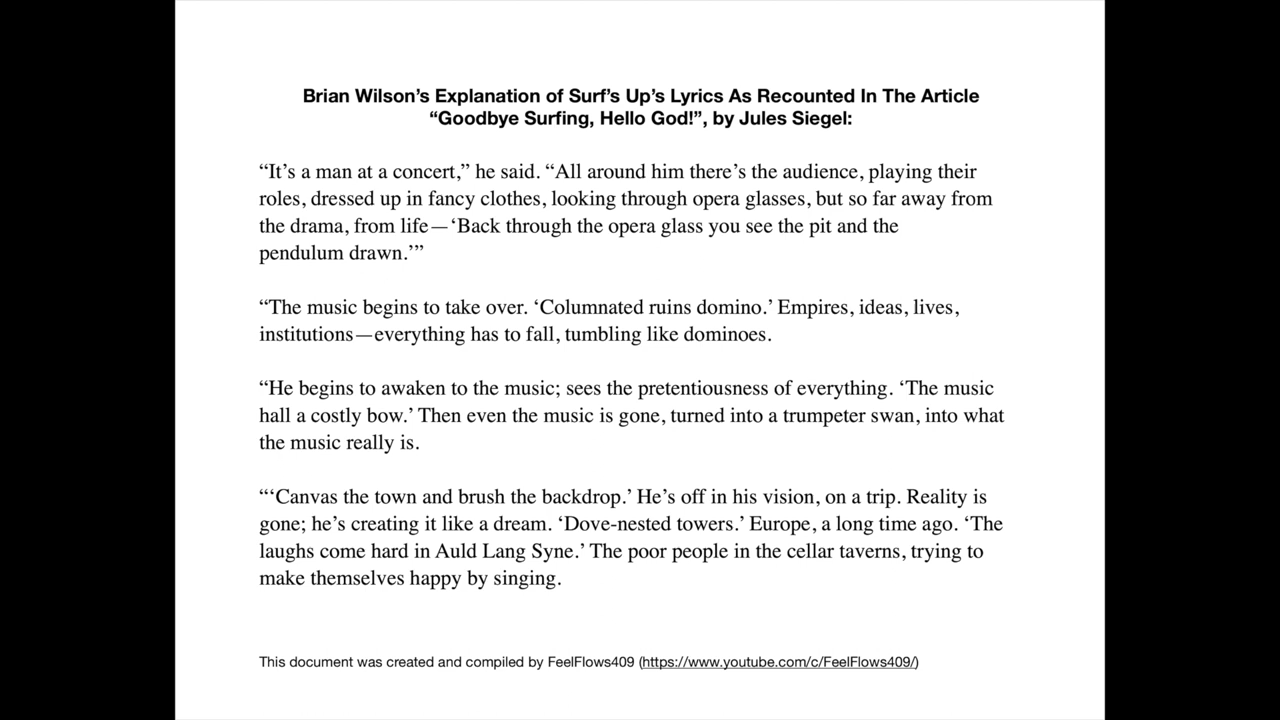 Brian Wilson’s Explanation of Surf’s Up’s Lyrics As Recounted In The Article
“Goodbye Surfing, Hello God!”, by Jules Siegel:
“It’s a man at a concert,” he said. “All around him there’s the audience, playing their
roles, dressed up in fancy clothes, looking through opera glasses, but so far away from
the drama, from life—‘Back through the opera glass you see the pit and the
pendulum drawn.’”
“The music begins to take over. ‘Columnated ruins domino.’ Empires, ideas, lives,
institutions—everything has to fall, tumbling like dominoes.
“He begins to awaken to the music; sees the pretentiousness of everything. ‘The music
hall a costly bow.’ Then even the music is gone, turned into a trumpeter swan, into what
the music really is.
“‘Canvas the town and brush the backdrop.’ He’s off in his vision, on a trip. Reality is
gone; he’s creating it like a dream. ‘Dove-nested towers.’ Europe, a long time ago. ‘The
laughs come hard in Auld Lang Syne.’ The poor people in the cellar taverns, trying to
make themselves happy by singing.
This document was created and compiled by FeelFlows409 (https://www.youtube.com/c/FeelFlows409/)